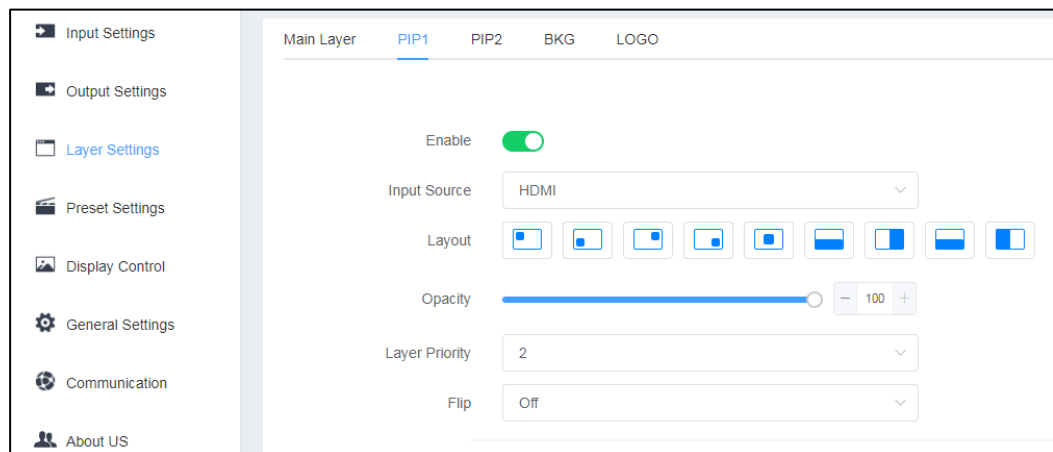 Input Settings
Output Settings
Layer Settings
Preset Settings
Display Control
General Settings
Communication
About US
Main Layer PIP1 PIP2 BKG LOGO
Enable
Input Source HDMI
Layout
Opacity − 100 +
Layer Priority 2
Flip Off